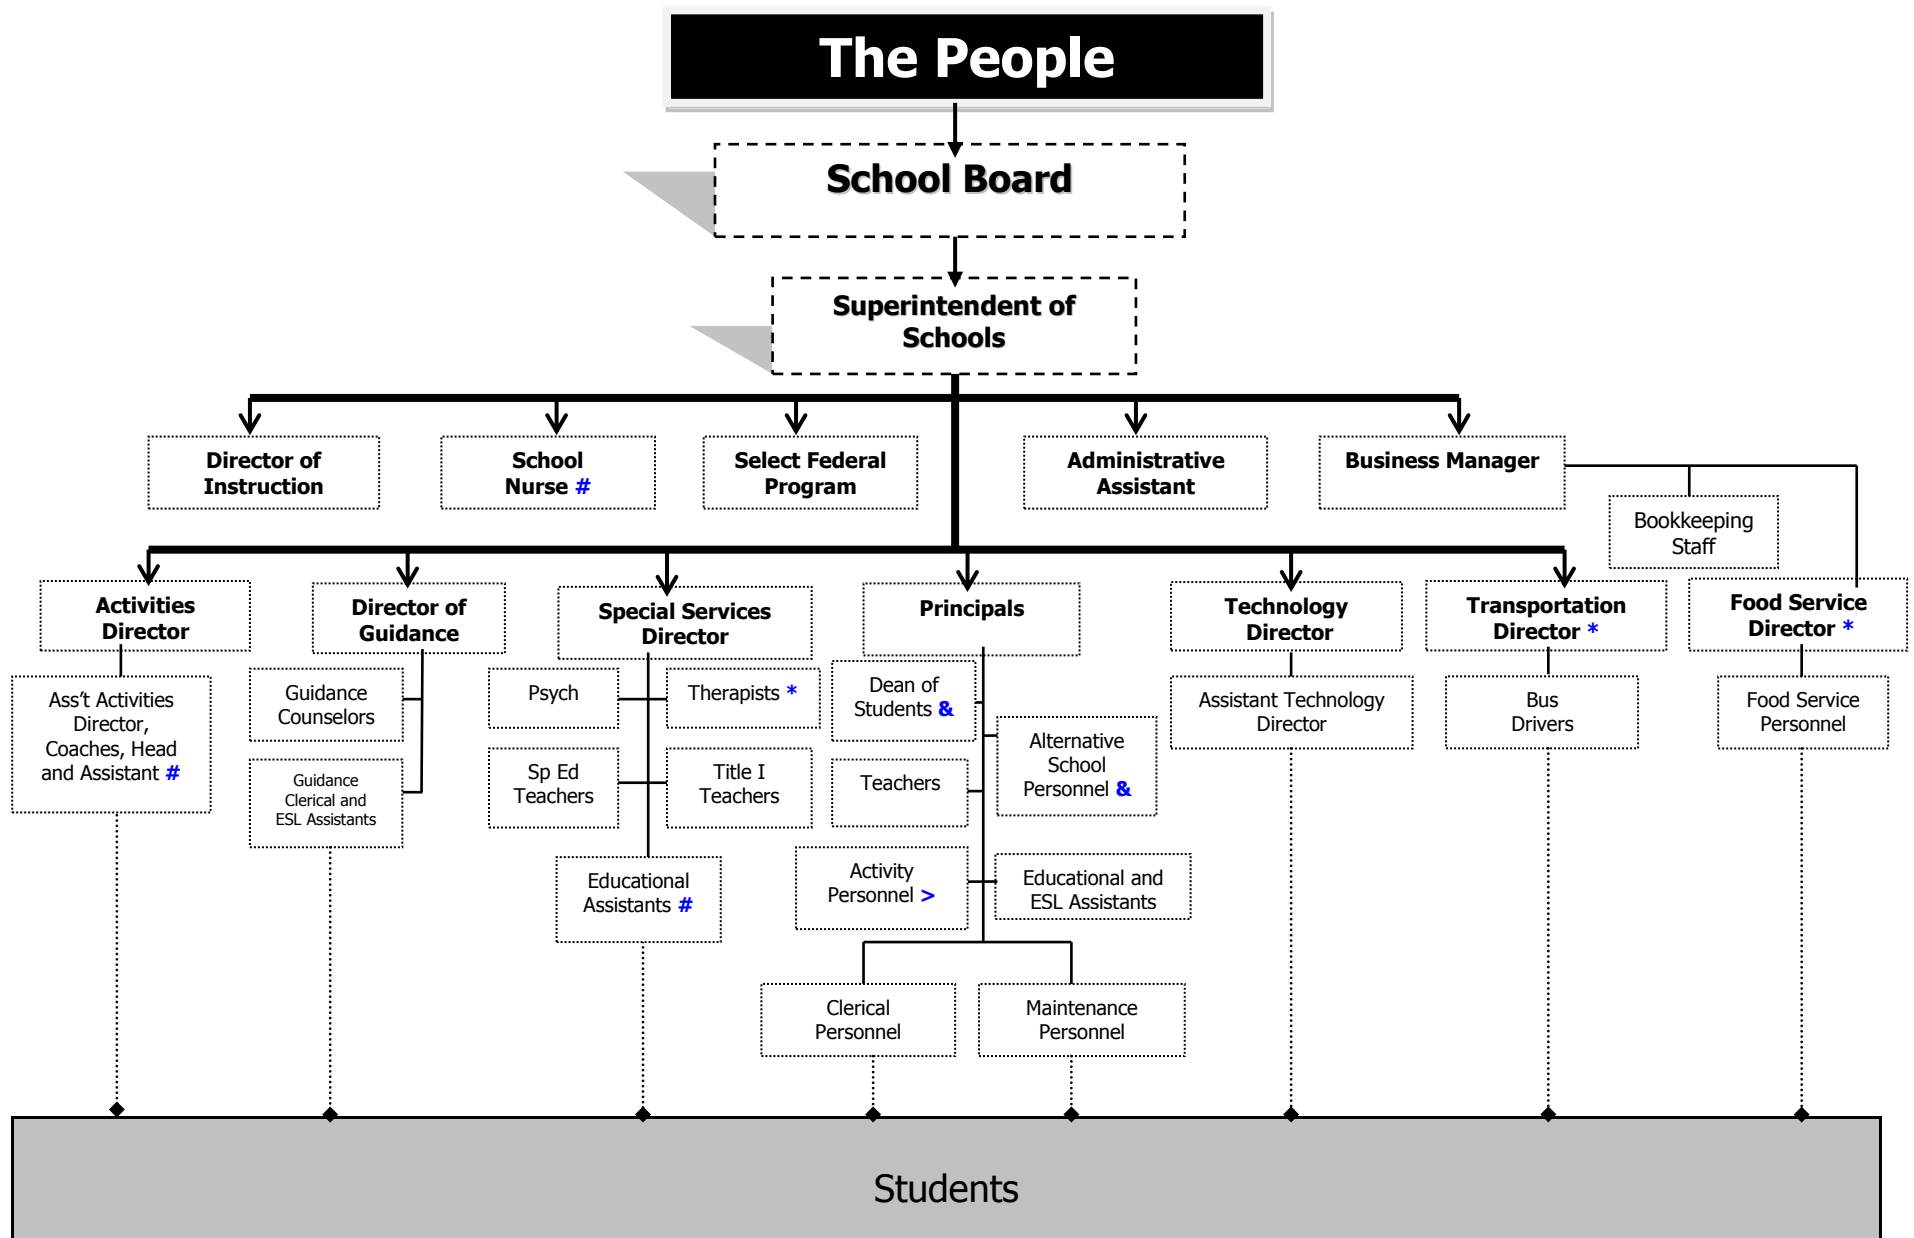 The People
School Board
Superintendent of
Schools
Director of
Instruction
School
Nurse #
Select Federal
Program
Administrative
Assistant
Business Manager
Bookkeeping
Staff
Activities
Director
Director of
Guidance
Special Services
Director
Principals
Technology
Director
Transportation
Director *
Food Service
Director *
Ass't Activities
Director,
Coaches, Head
and Assistant #
Guidance
Counselors
Guidance
Clerical and
ESL Assistants
Psych
Therapists *
Sp Ed
Teachers
Title I
Teachers
Educational
Assistants #
Dean of
Students &
Alternative
School
Personnel &
Teachers
Activity
Personnel >
Educational and
ESL Assistants
Clerical
Personnel
Maintenance
Personnel
Assistant Technology
Director
Bus
Drivers
Food Service
Personnel
Students